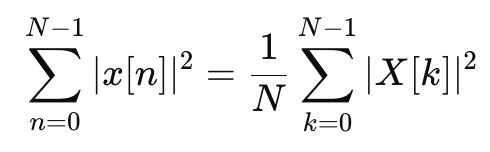 \sum_{n=0}^{N-1} |x[n]|^2 = \frac{1}{N} \sum_{k=0}^{N-1} |X[k]|^2